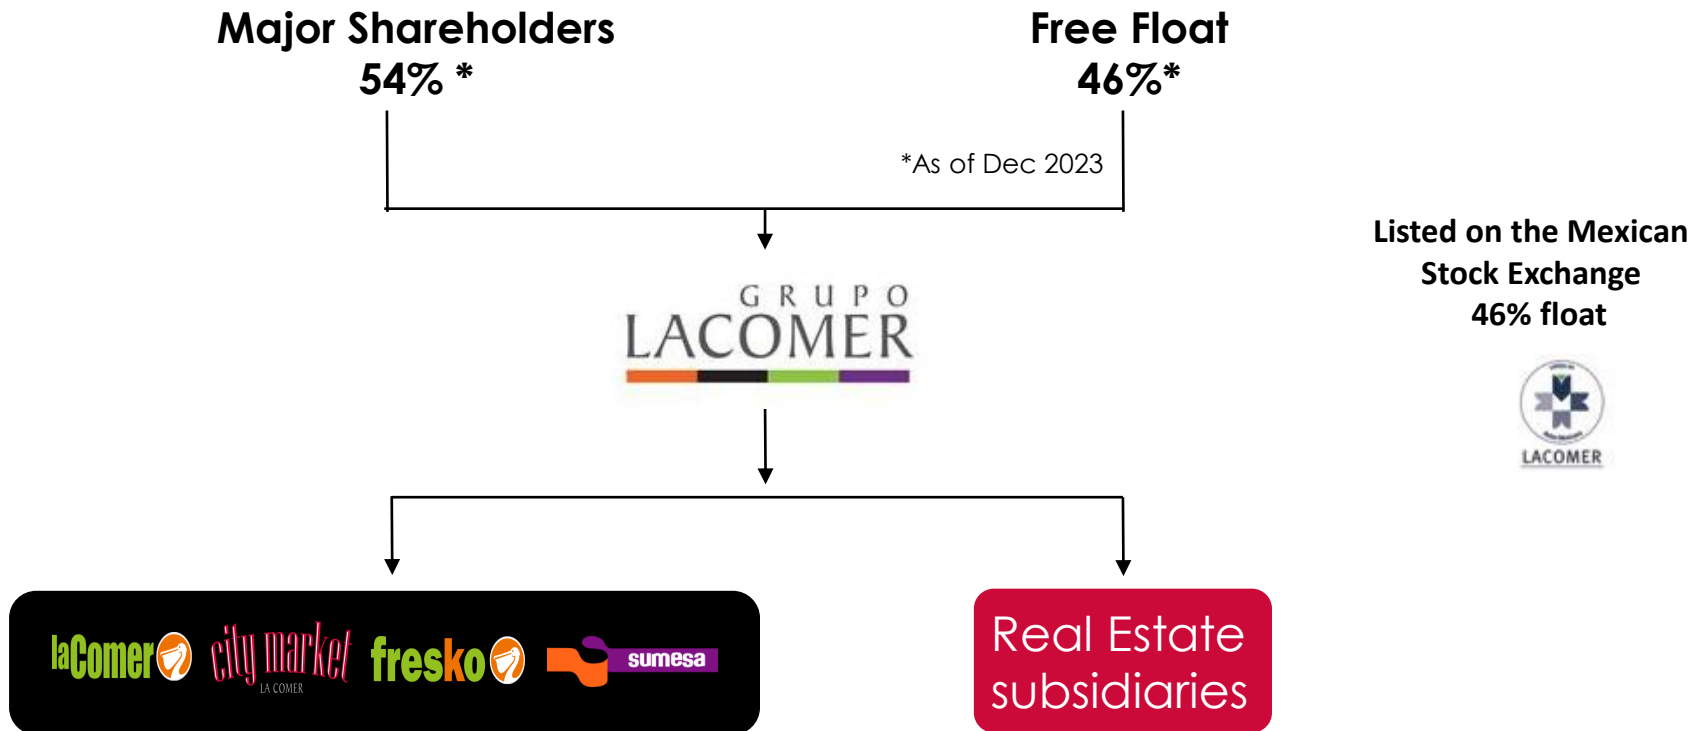 Major Shareholders
54% *
Free Float
46%*
*As of Dec 2023
Listed on the Mexican
Stock Exchange
46% float
GRUPO
LACOMER
LACOMER
laComer
city market
LA COMER
fresko
sumesa
Real Estate
subsidiaries